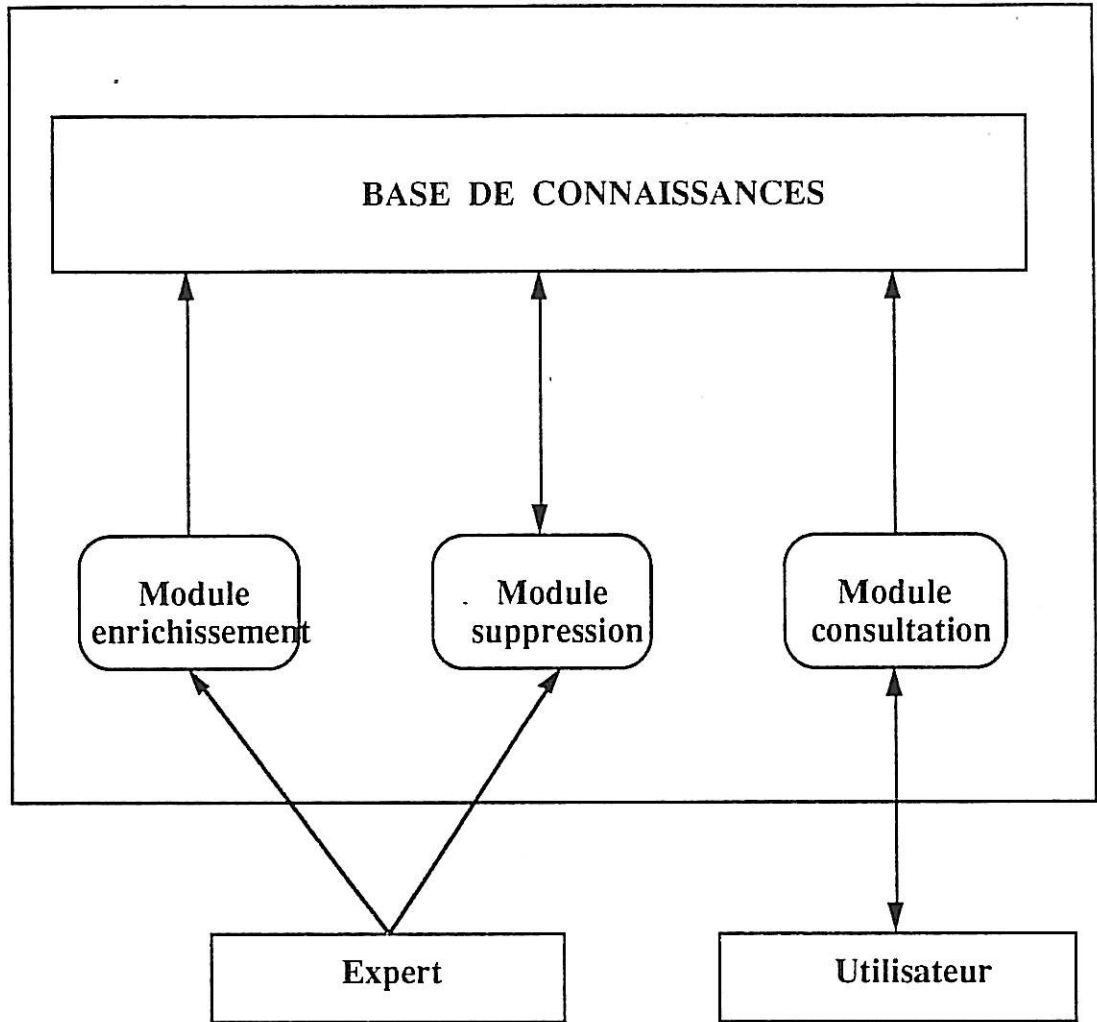 BASE DE CONNAISSANCES
Module
enrichissement
Module
suppression
Module
consultation
Expert
Utilisateur